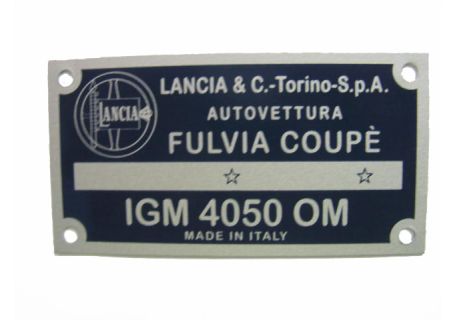 LANCIA
LANCIA & C.-Torino-S.p.A.
AUTOVETTURA
FULVIA COUPÈ
IGM 4050 OM
MADE IN ITALY